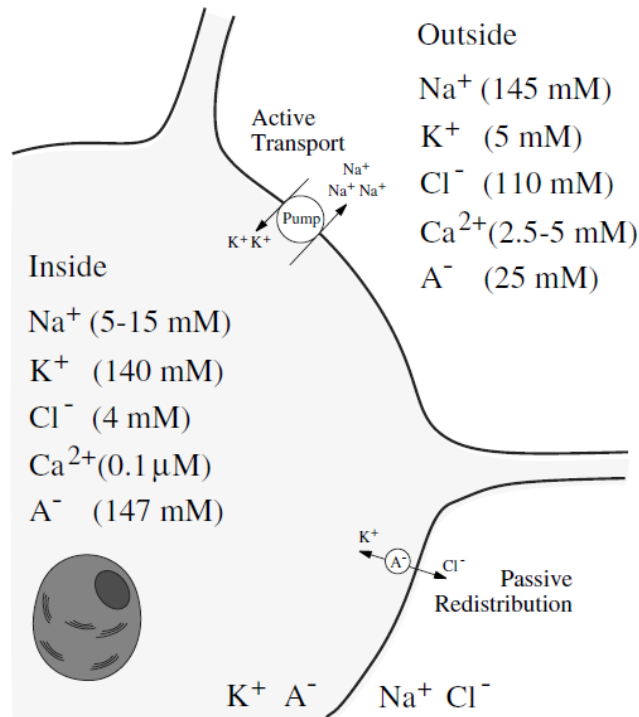 Outside
Na⁺ (145 mM)
K⁺ (5 mM)
Cl⁻ (110 mM)
Ca²⁺(2.5-5 mM)
A⁻ (25 mM)
Active
Transport
Na⁺
Na⁺ Na⁺
Pump
K⁺K⁺
Inside
Na⁺ (5-15 mM)
K⁺ (140 mM)
Cl⁻ (4 mM)
Ca²⁺(0.1 μM)
A⁻ (147 mM)
K⁺
A⁻
Cl⁻
Passive
Redistribution
K⁺ A⁻ Na⁺ Cl⁻